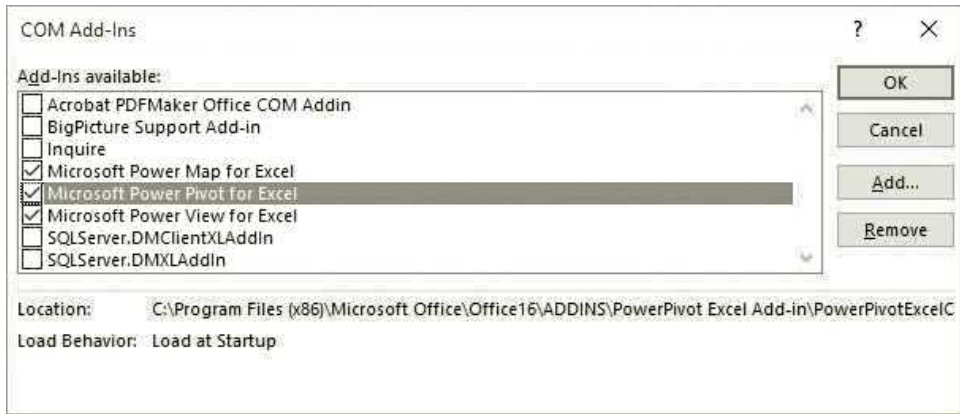 COM Add-Ins ?
Add-Ins available:
Acrobat PDFMaker Office COM Addin
BigPicture Support Add-in
Inquire
Microsoft Power Map for Excel
Microsoft Power Pivot for Excel
Microsoft Power View for Excel
SQLServer.DMClientXLAddIn
SQLServer.DMXLAddIn
OK
Cancel
Add...
Remove
Location: C:\Program Files (x86)\Microsoft Office\Office16\ADDINS\PowerPivot Excel Add-in\PowerPivotExcelC
Load Behavior: Load at Startup